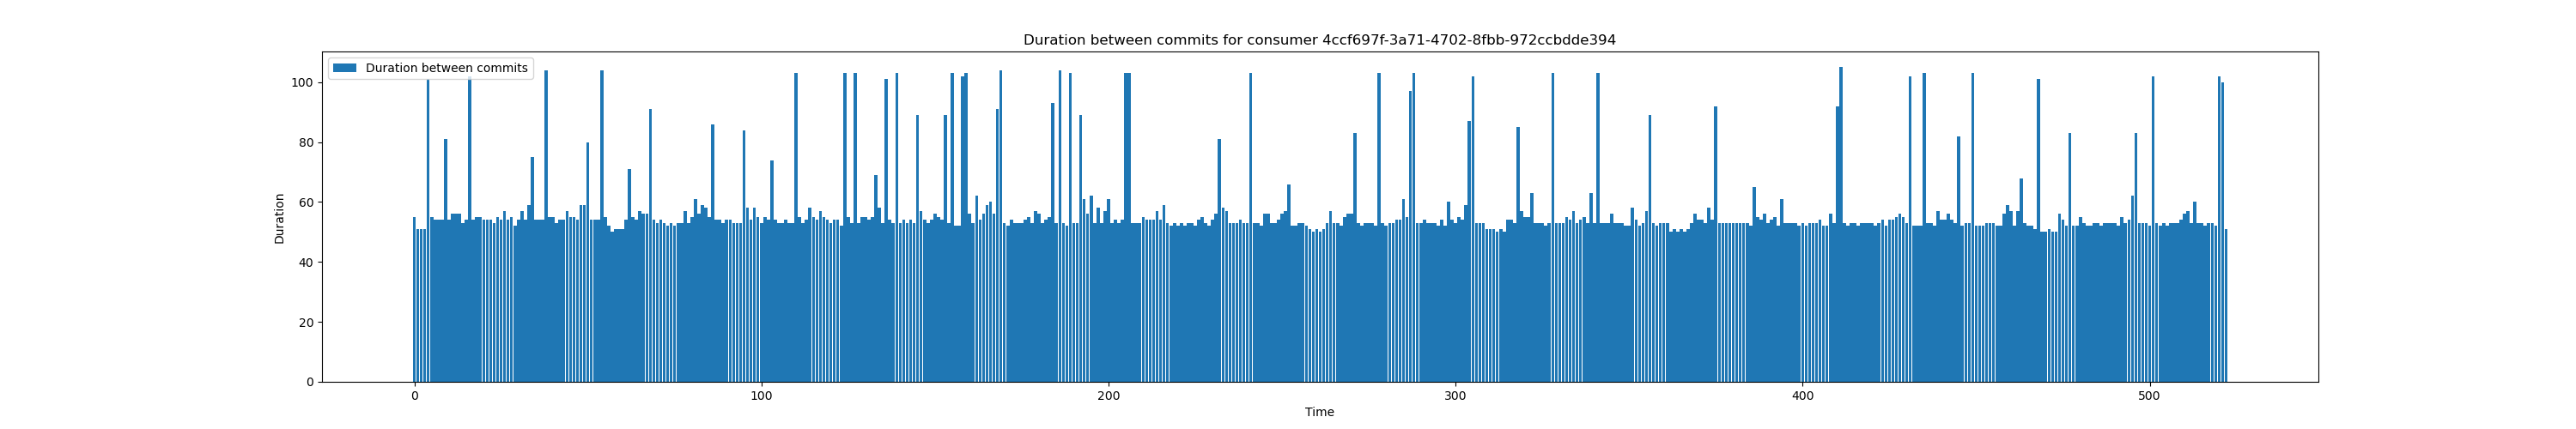 Duration between commits for consumer 4ccf697f-3a71-4702-8fbb-972ccbdde394
Duration between commits
100
80
60
40
20
0
Duration
0 100 200 300 400 500
Time